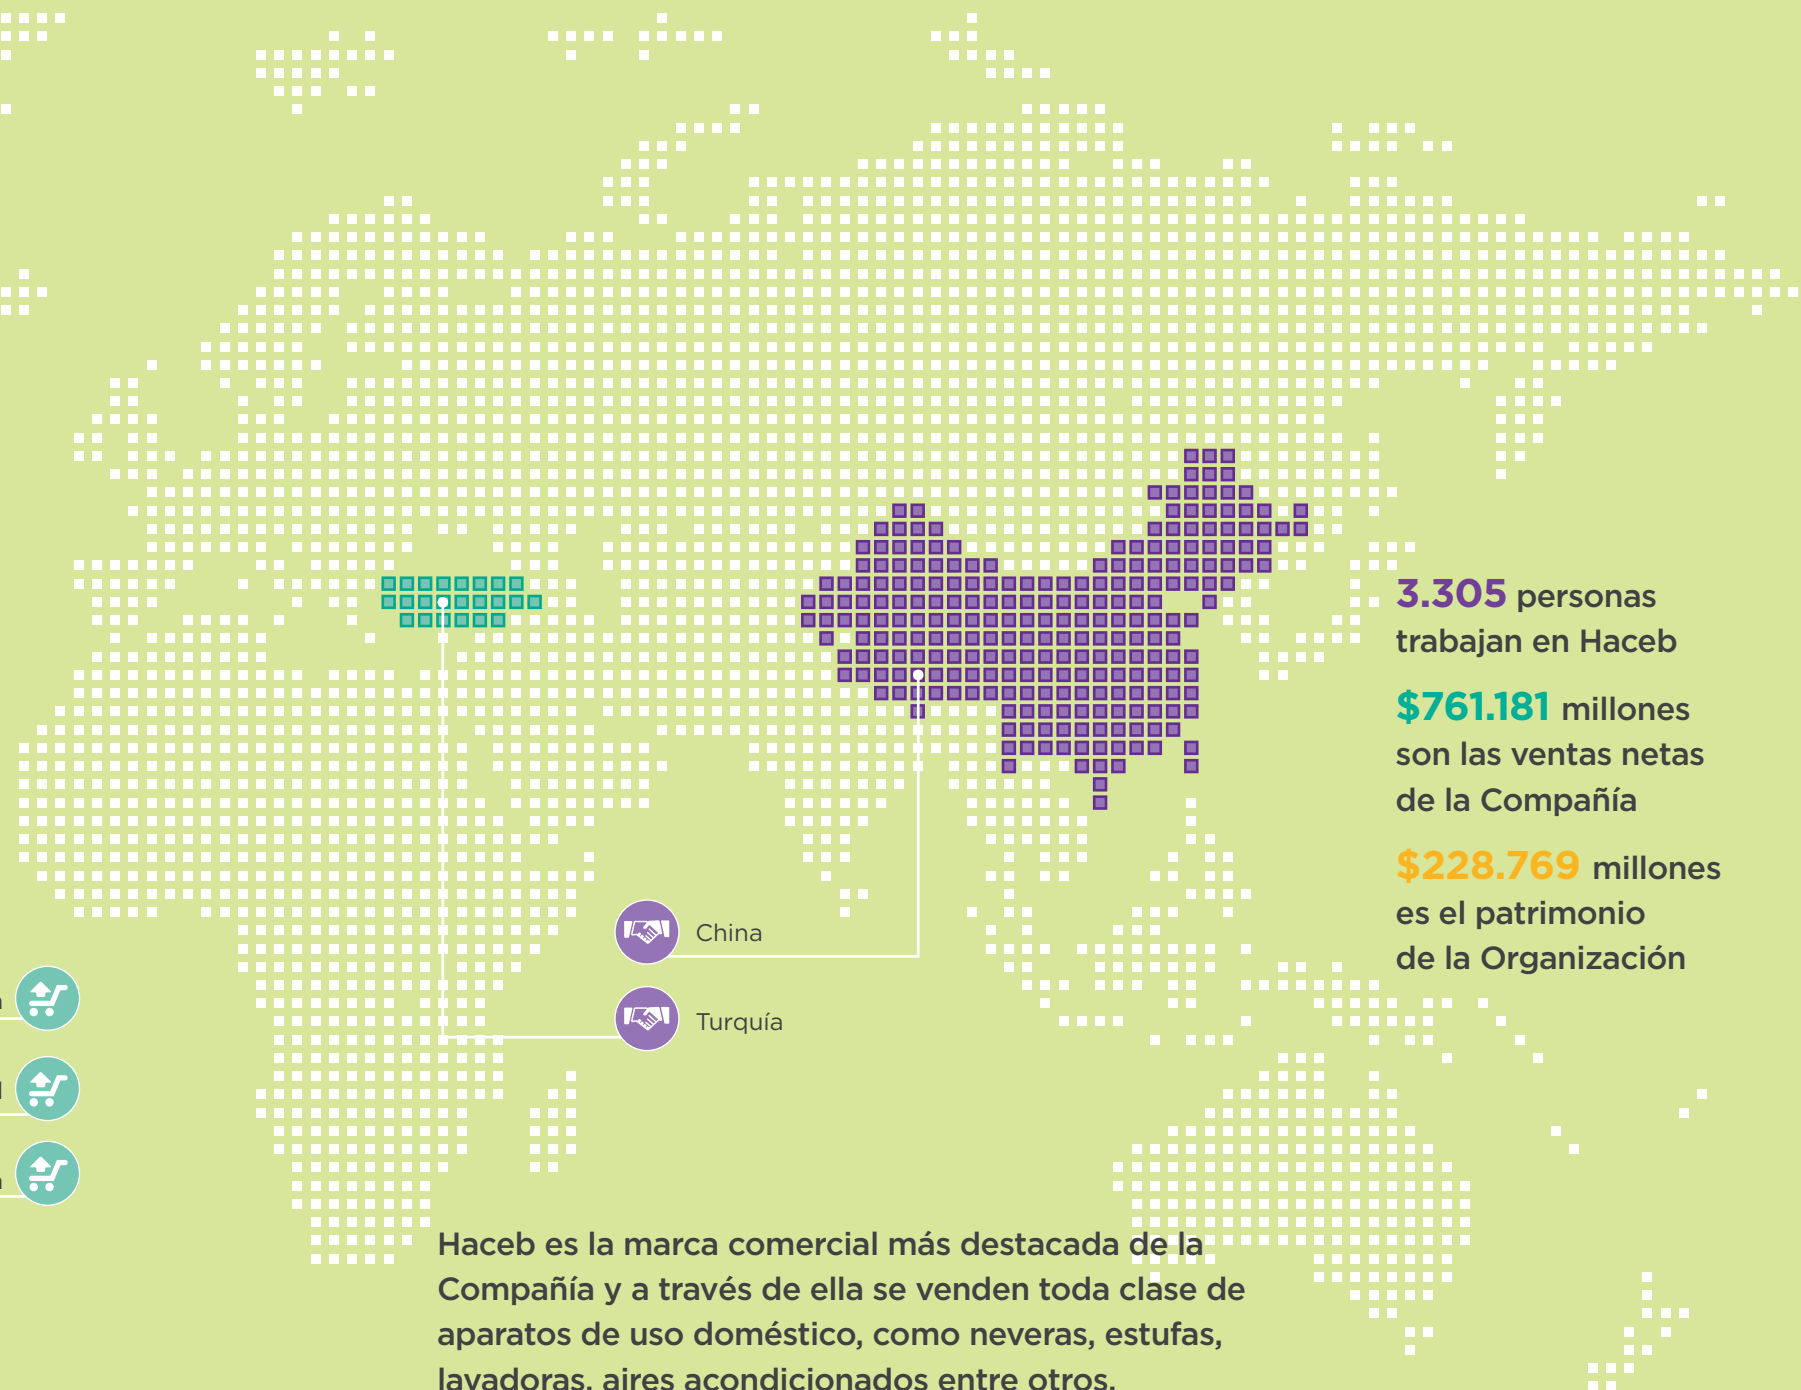 3.305 personas
trabajan en Haceb
$761.181 millones
son las ventas netas
de la Compañía
$228.769 millones
es el patrimonio
de la Organización
China
Turquía
Haceb es la marca comercial más destacada de la
Compañía y a través de ella se venden toda clase de
aparatos de uso doméstico, como neveras, estufas,
lavadoras, aires acondicionados entre otros.